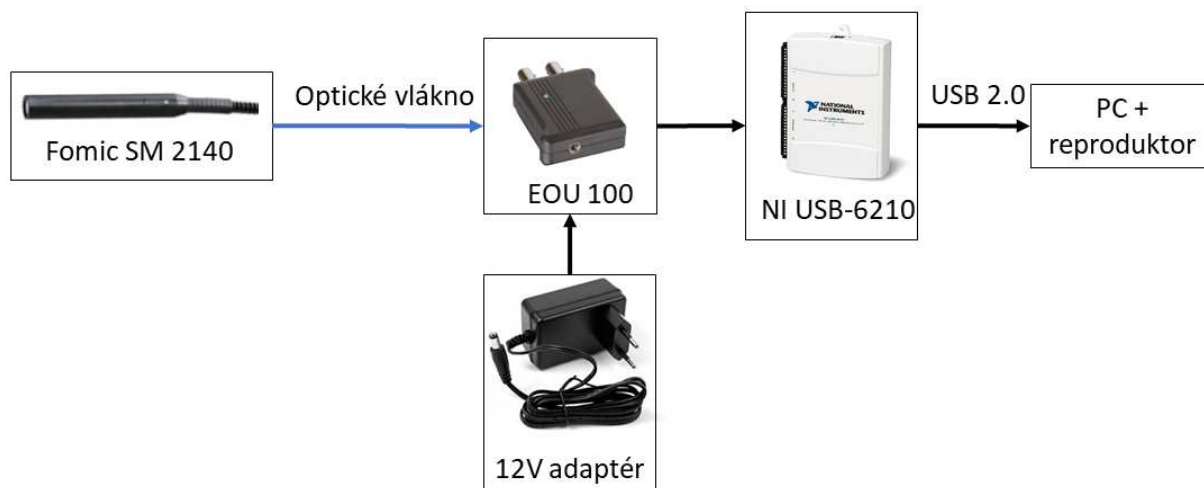 Fomic SM 2140
Optické vlákno
EOU 100
NATIONAL
INSTRUMENTS
NI USB-6210
USB 2.0
PC +
reproduktor
12V adaptér